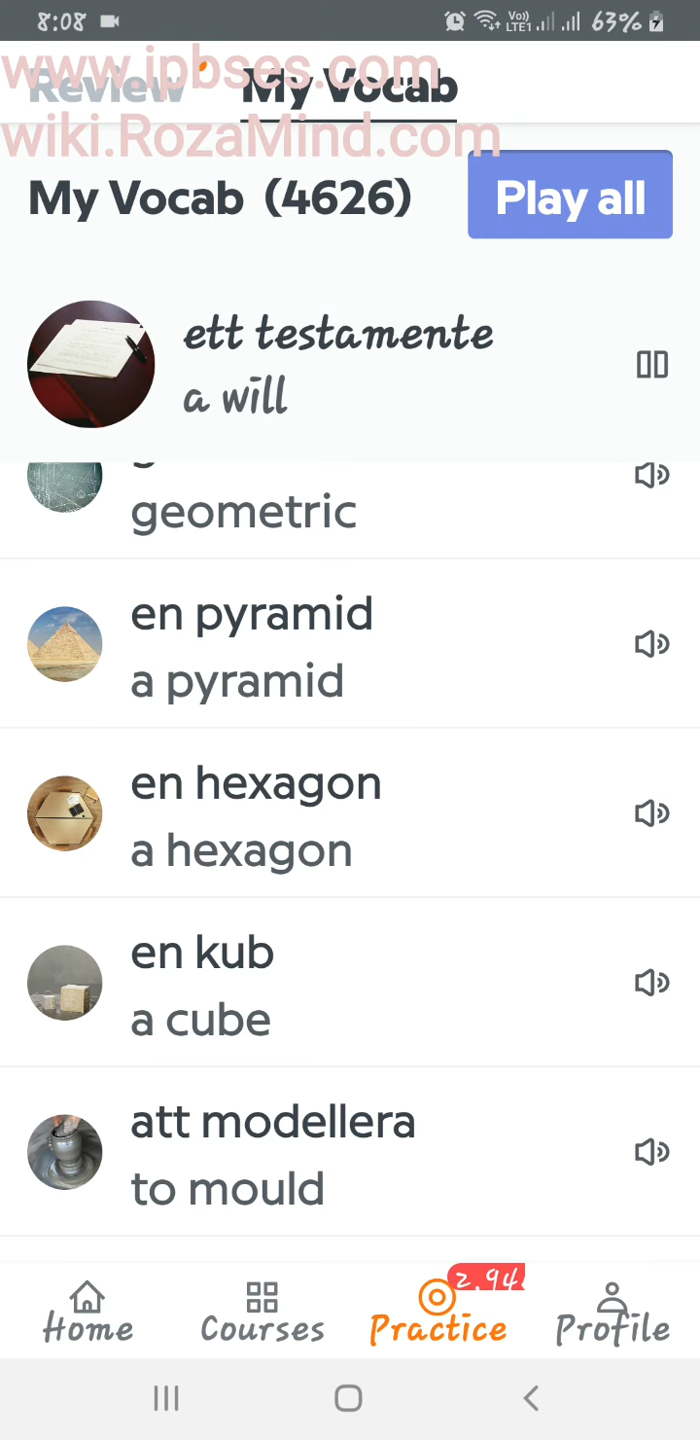 8:08 Vo) LTE1 63%
www.ipbses.com
Review My Vocab
wiki.RozaMind.com
My Vocab (4626) Play all
ett testamente
a will
geometric
en pyramid
a pyramid
en hexagon
a hexagon
en kub
a cube
att modellera
to mould
2,94
Home Courses Practice Profile